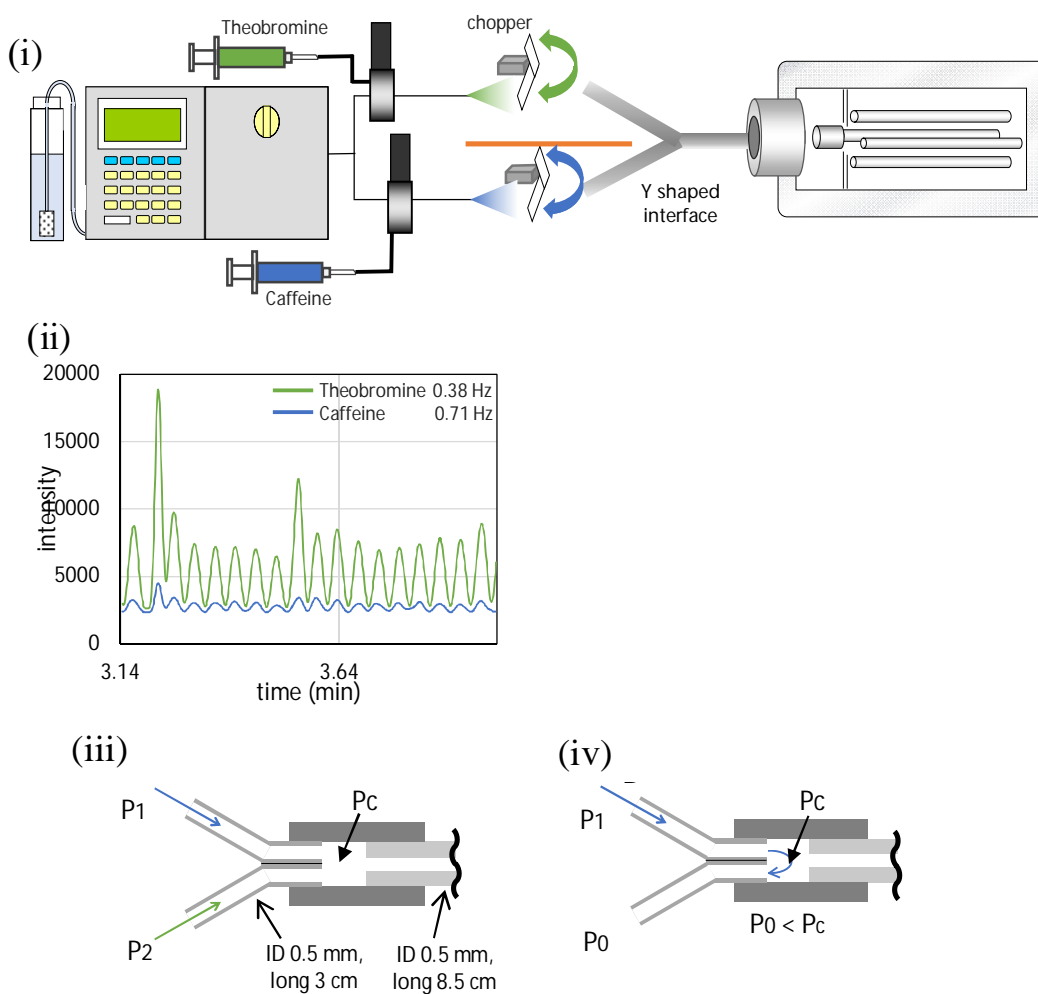 (i)
Theobromine
chopper
Y shaped
interface
Caffeine
(ii)
20000
15000
10000
5000
0
intensity
Theobromine 0.38 Hz
Caffeine 0.71 Hz
3.14
3.64
time (min)
(iii)
P1
Pc
P2
ID 0.5 mm,
long 3 cm
ID 0.5 mm,
long 8.5 cm
(iv)
P1
Pc
P0
P0 < Pc